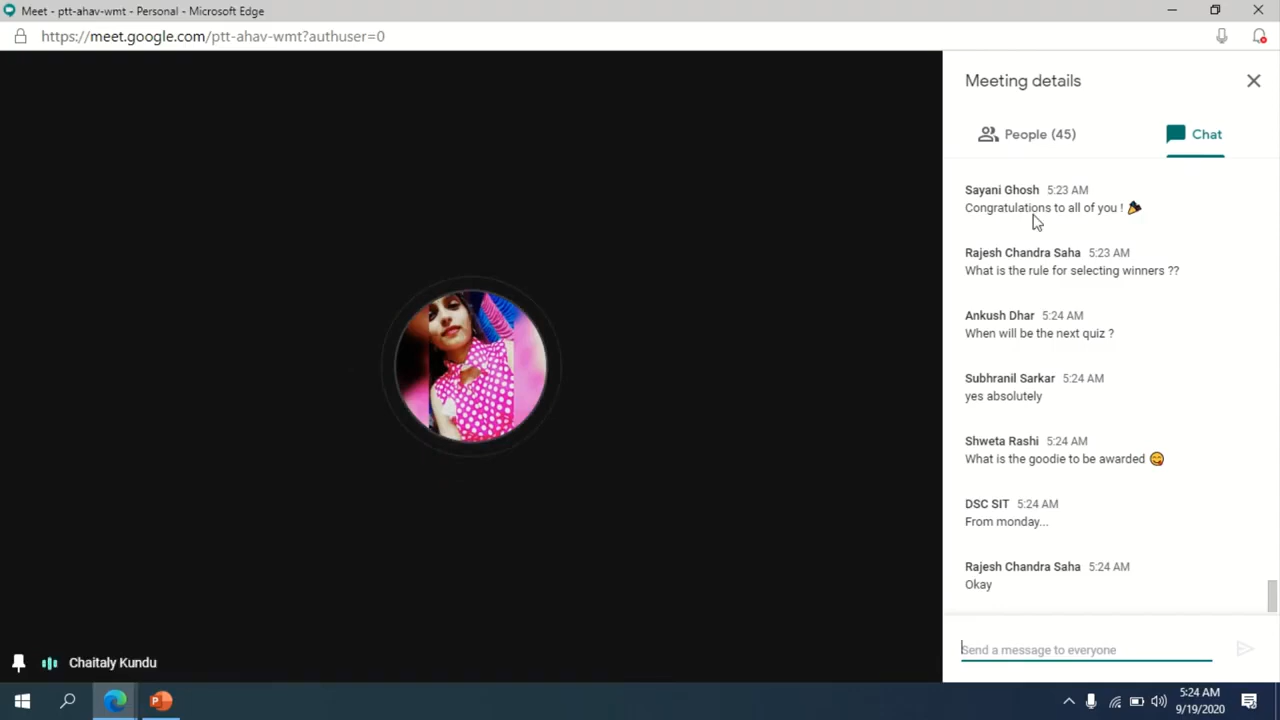 Meet - ptt-ahav-wmt - Personal - Microsoft Edge
https://meet.google.com/ptt-ahav-wmt?authuser=0
Meeting details
People (45)
Chat
Sayani Ghosh 5:23 AM
Congratulations to all of you ! 🎉
Rajesh Chandra Saha 5:23 AM
What is the rule for selecting winners ??
Ankush Dhar 5:24 AM
When will be the next quiz ?
Subhranil Sarkar 5:24 AM
yes absolutely
Shweta Rashi 5:24 AM
What is the goodie to be awarded 😋
DSC SIT 5:24 AM
From monday...
Rajesh Chandra Saha 5:24 AM
Okay
Send a message to everyone
Chaitaly Kundu
5:24 AM
9/19/2020